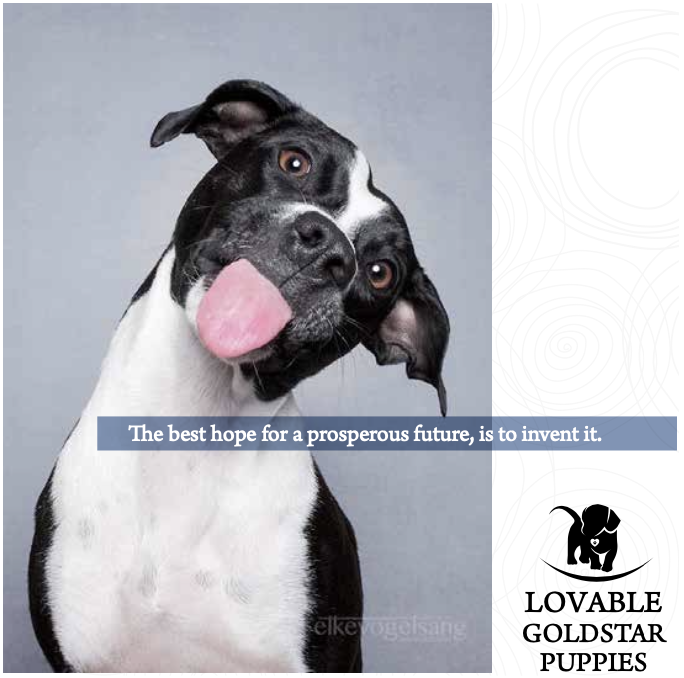 The best hope for a prosperous future, is to invent it.
elkevogelsang
LOVABLE
GOLDSTAR
PUPPIES